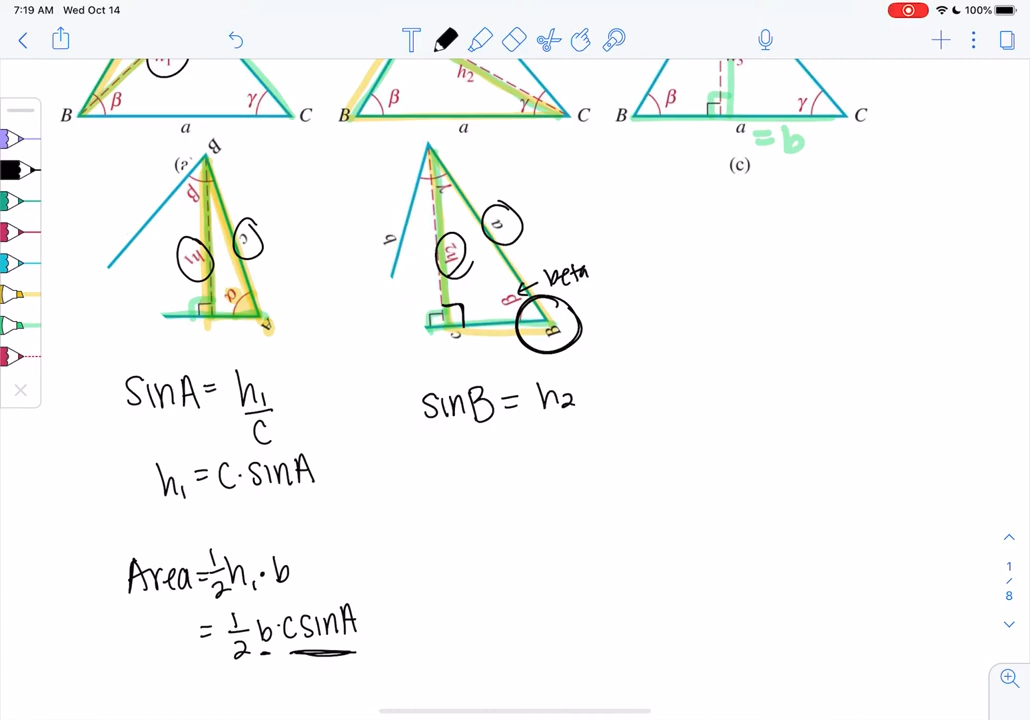 7:19 AM Wed Oct 14 100%
T
h2
B β γ C
B β γ C
B β γ C
a
a
a = b
(c)
B
β
h1
c
α
A
γ
b
h2
a
β
beta
c
B
sinA = h1/C
sinB = h2
h1 = C·sinA
Area = 1/2 h1·b
= 1/2 b·CsinA
1
/
8